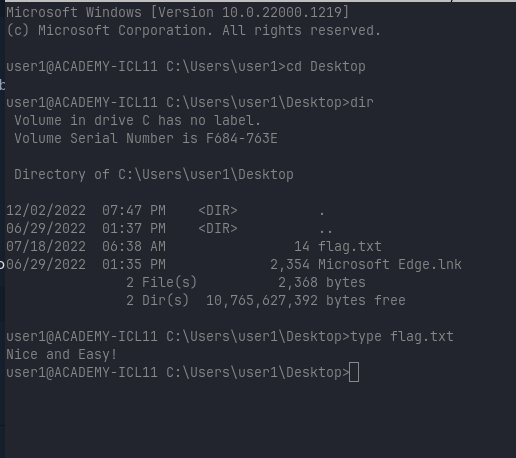 Microsoft Windows [Version 10.0.22000.1219]
(c) Microsoft Corporation. All rights reserved.
user1@ACADEMY-ICL11 C:\Users\user1>cd Desktop
user1@ACADEMY-ICL11 C:\Users\user1\Desktop>dir
 Volume in drive C has no label.
 Volume Serial Number is F684-763E
 Directory of C:\Users\user1\Desktop
12/02/2022  07:47 PM    <DIR>          .
06/29/2022  01:37 PM    <DIR>          ..
07/18/2022  06:38 AM                14 flag.txt
06/29/2022  01:35 PM             2,354 Microsoft Edge.lnk
               2 File(s)          2,368 bytes
               2 Dir(s)  10,765,627,392 bytes free
user1@ACADEMY-ICL11 C:\Users\user1\Desktop>type flag.txt
Nice and Easy!
user1@ACADEMY-ICL11 C:\Users\user1\Desktop>